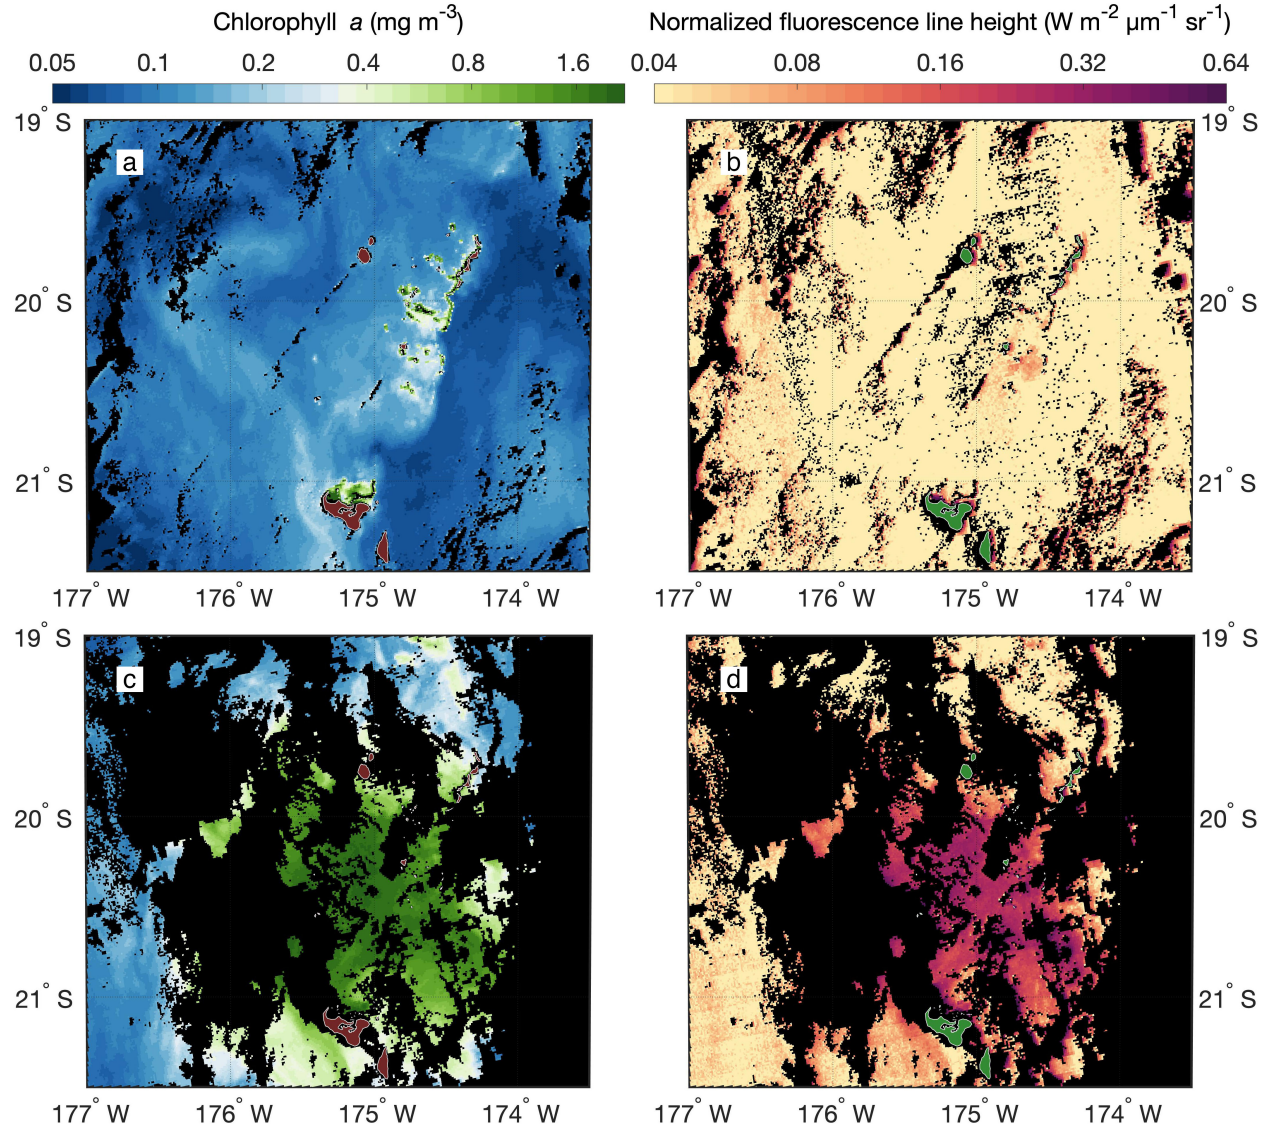 Chlorophyll a (mg m⁻³)
Normalized fluorescence line height (W m⁻² µm⁻¹ sr⁻¹)
0.05 0.1 0.2 0.4 0.8 1.6
0.04 0.08 0.16 0.32 0.64
19° S
a
b
19° S
20° S
20° S
21° S
21° S
177° W 176° W 175° W 174° W
177° W 176° W 175° W 174° W
19° S
c
d
19° S
20° S
20° S
21° S
21° S
177° W 176° W 175° W 174° W
177° W 176° W 175° W 174° W